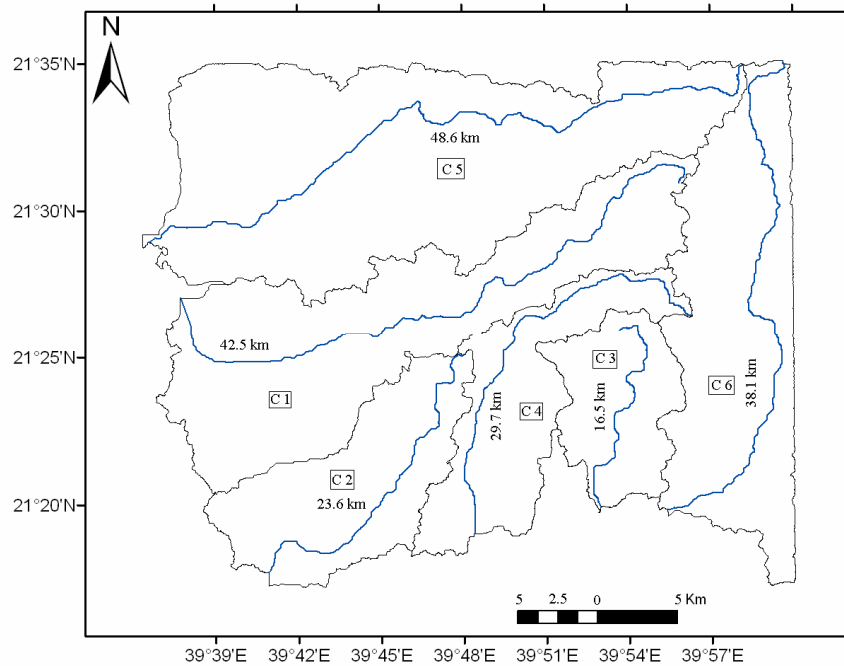 N
21°35'N
48.6 km
C 5
21°30'N
42.5 km
21°25'N
C 3
C 6
C 1
C 4
29.7 km
16.5 km
38.1 km
C 2
23.6 km
21°20'N
5 2.5 0 5 Km
39°39'E 39°42'E 39°45'E 39°48'E 39°51'E 39°54'E 39°57'E